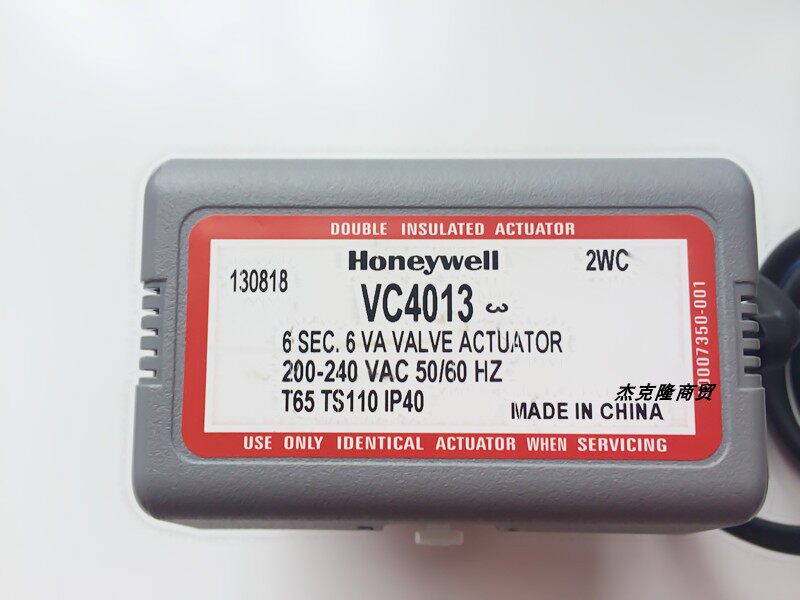 DOUBLE INSULATED ACTUATOR
130818
Honeywell
2WC
VC4013 3
6 SEC. 6 VA VALVE ACTUATOR
200-240 VAC 50/60 HZ
T65 TS110 IP40
MADE IN CHINA
杰克隆商贸
USE ONLY IDENTICAL ACTUATOR WHEN SERVICING